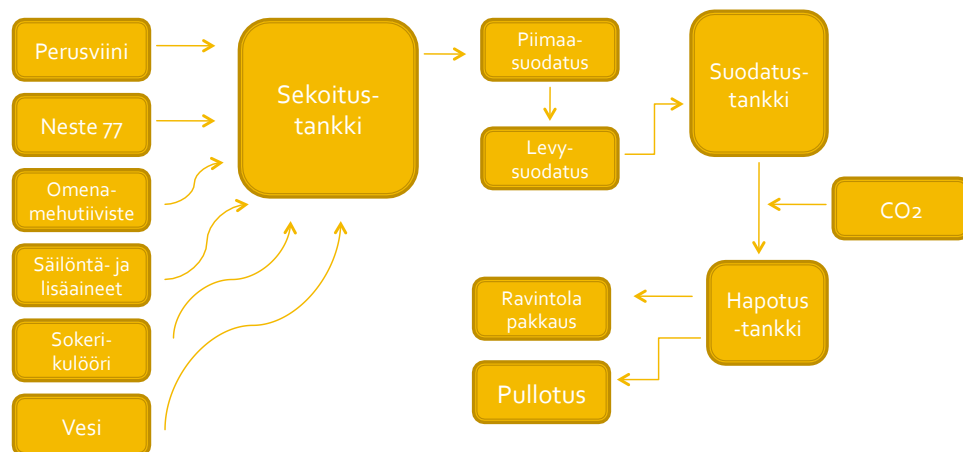 Perusviini
Neste 77
Omena-
mehutiiviste
Säilöntä- ja
lisäaineet
Sokeri-
kulööri
Vesi
Sekoitus-
tankki
Piimaa-
suodatus
Levy-
suodatus
Suodatus-
tankki
CO2
Hapotus
-tankki
Ravintola
pakkaus
Pullotus